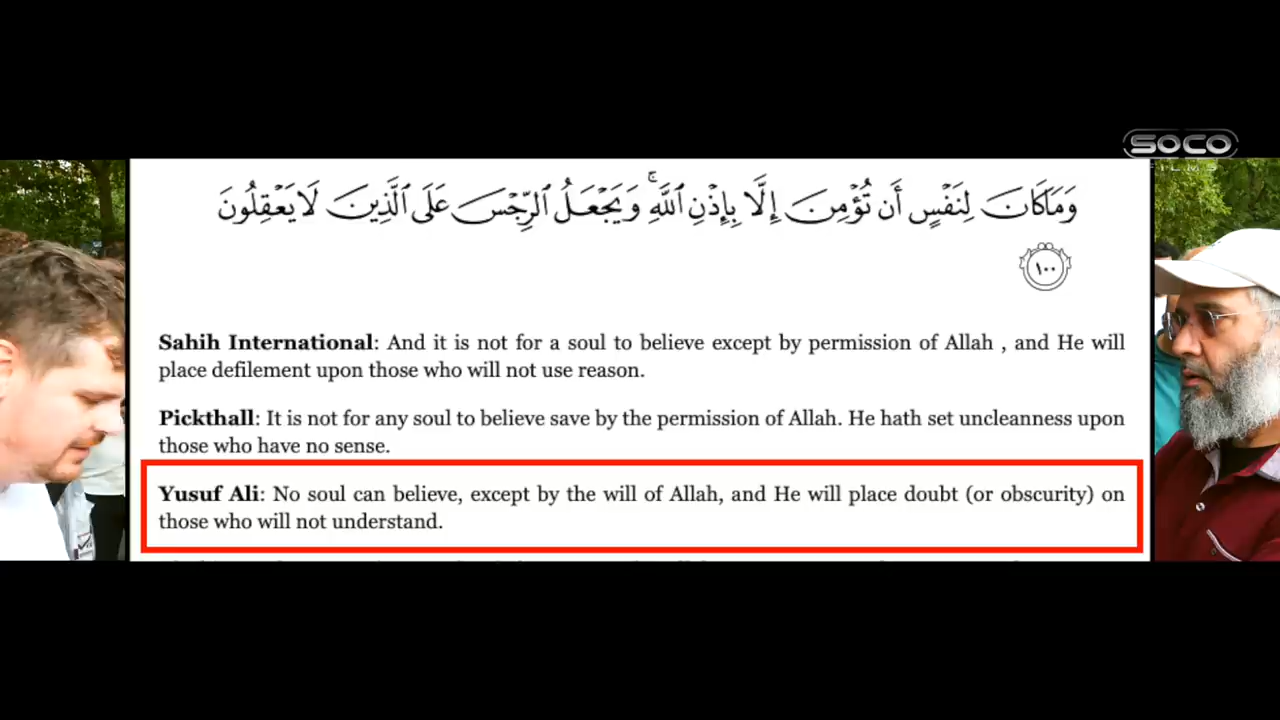 SOCO
FILMS
وَمَا كَانَ لِنَفْسٍ أَن تُؤْمِنَ إِلَّا بِإِذْنِ ٱللَّهِ ۚ وَيَجْعَلُ ٱلرِّجْسَ عَلَى ٱلَّذِينَ لَا يَعْقِلُونَ
١٠٠
Sahih International: And it is not for a soul to believe except by permission of Allah , and He will
place defilement upon those who will not use reason.
Pickthall: It is not for any soul to believe save by the permission of Allah. He hath set uncleanness upon
those who have no sense.
Yusuf Ali: No soul can believe, except by the will of Allah, and He will place doubt (or obscurity) on
those who will not understand.